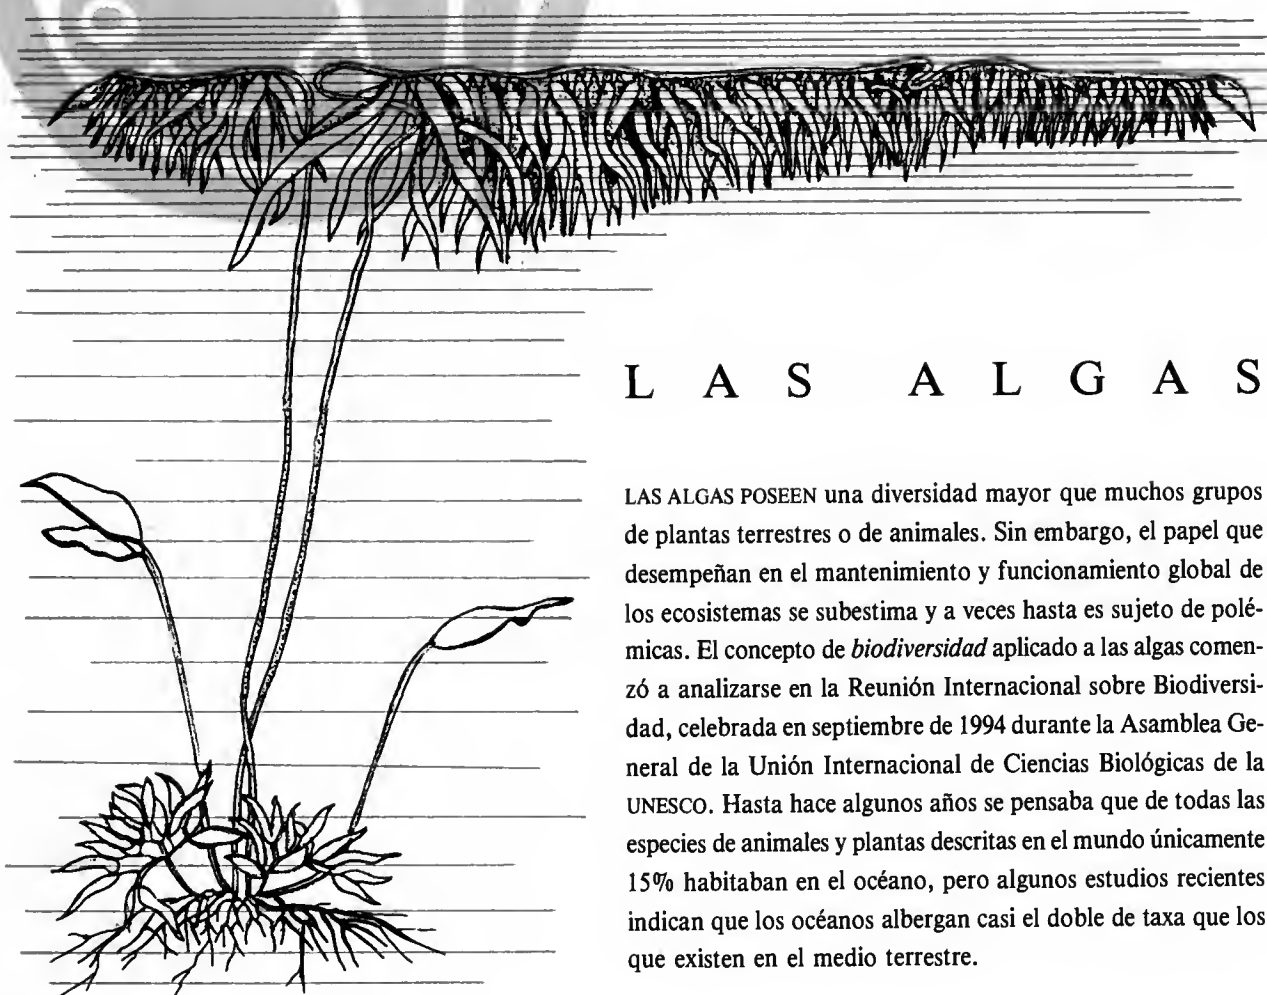 LAS ALGAS
LAS ALGAS POSEEN una diversidad mayor que muchos grupos
de plantas terrestres o de animales. Sin embargo, el papel que
desempeñan en el mantenimiento y funcionamiento global de
los ecosistemas se subestima y a veces hasta es sujeto de polé-
micas. El concepto de biodiversidad aplicado a las algas comen-
zó a analizarse en la Reunión Internacional sobre Biodiversi-
dad, celebrada en septiembre de 1994 durante la Asamblea Ge-
neral de la Unión Internacional de Ciencias Biológicas de la
UNESCO. Hasta hace algunos años se pensaba que de todas las
especies de animales y plantas descritas en el mundo únicamente
15% habitaban en el océano, pero algunos estudios recientes
indican que los océanos albergan casi el doble de taxa que los
que existen en el medio terrestre.